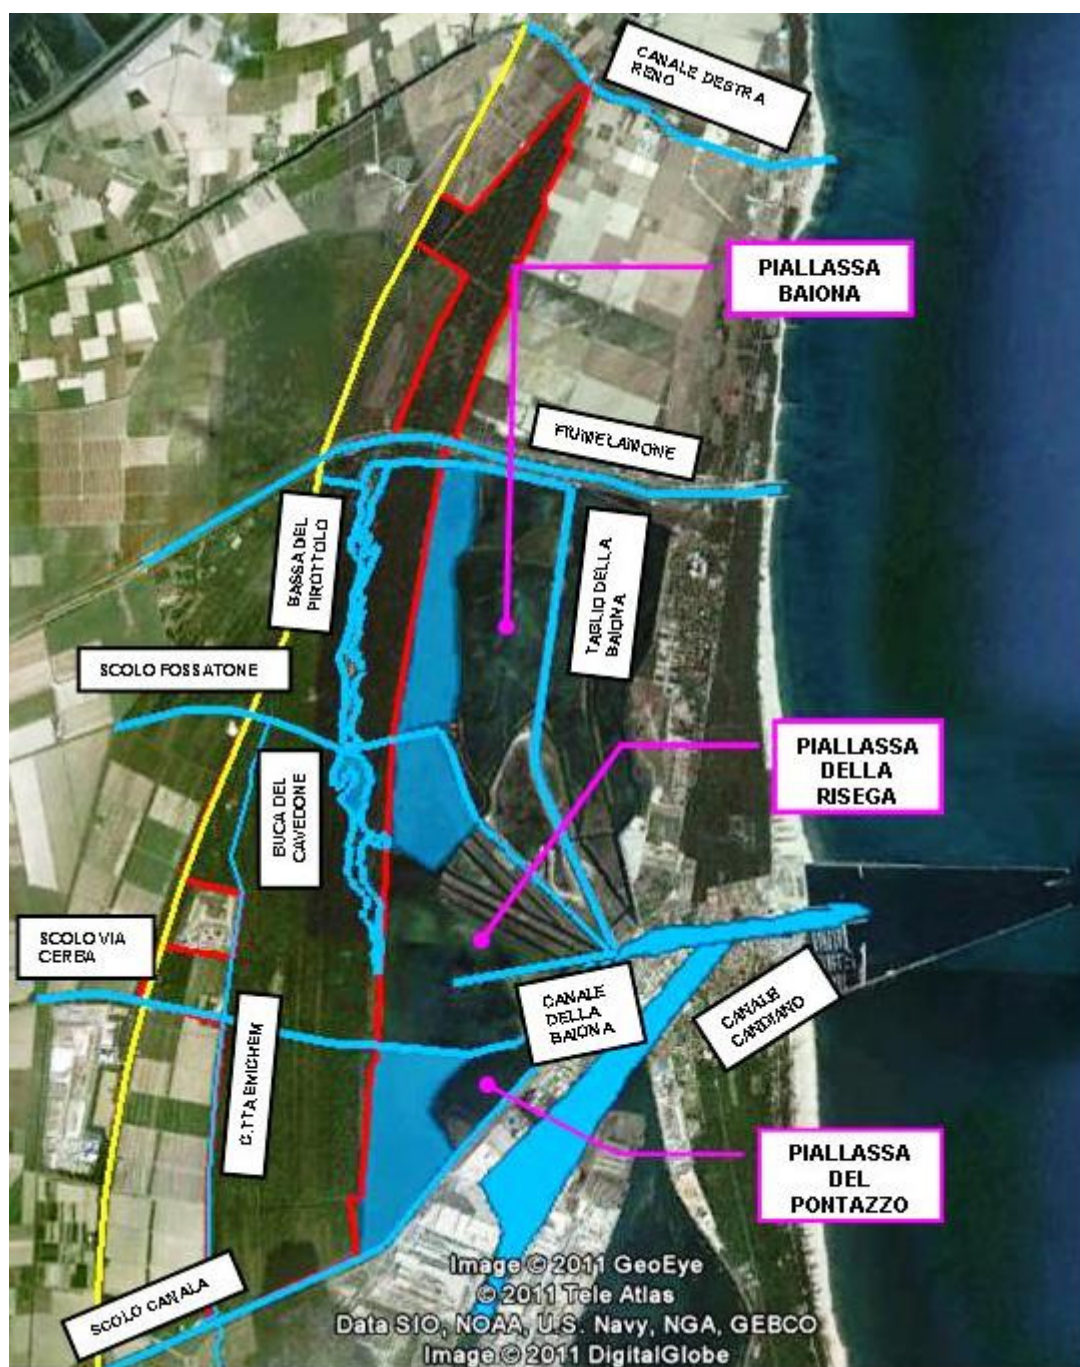 CANALE DESTRA
RENO
PIALLASSA
BAIONA
FIUME LAMONE
BASSA DEL
PIROTTOLO
TAGLIO DELLA
BAIONA
SCOLO FOSSATONE
PIALLASSA
DELLA
RISEGA
BUCA DEL
CAVEDONE
SCOLO VIA
CERBA
CANALE
DELLA
BAIONA
CANALE
CANDIANO
C.TTA ENICHEM
PIALLASSA
DEL
PONTAZZO
SCOLO CANALA
Image © 2011 GeoEye
© 2011 Tele Atlas
Data SIO, NOAA, U.S. Navy, NGA, GEBCO
Image © 2011 DigitalGlobe